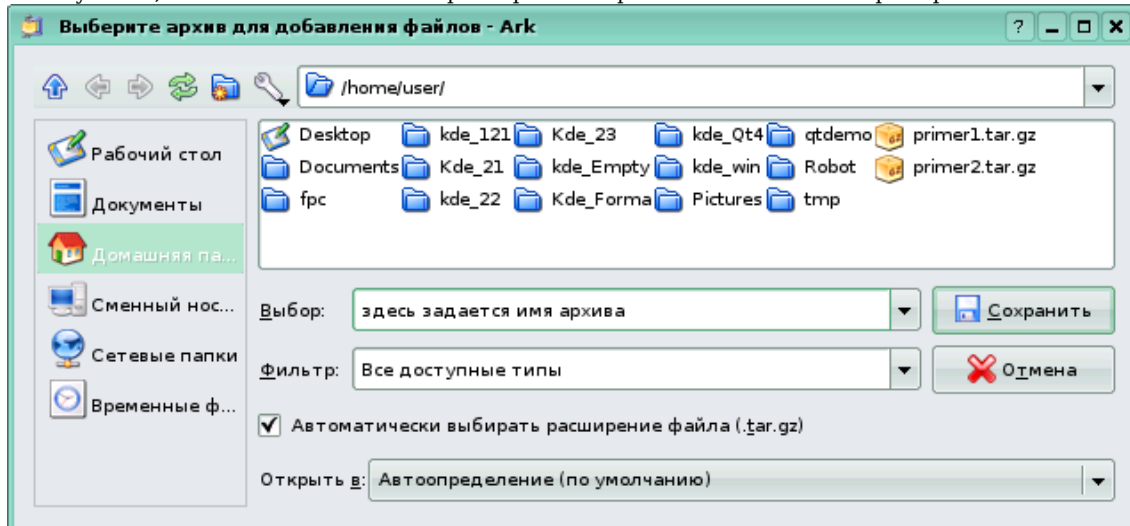 Выберите архив для добавления файлов - Ark
/home/user/
Рабочий стол
Документы
Домашняя па...
Сменный нос...
Сетевые папки
Временные ф...
Desktop kde_121 Kde_23 kde_Qt4 qtdemo primer1.tar.gz
Documents Kde_21 kde_Empty kde_win Robot primer2.tar.gz
fpc kde_22 Kde_Forma Pictures tmp
Выбор: здесь задается имя архива Сохранить
Фильтр: Все доступные типы Отмена
Автоматически выбирать расширение файла (.tar.gz)
Открыть в: Автоопределение (по умолчанию)